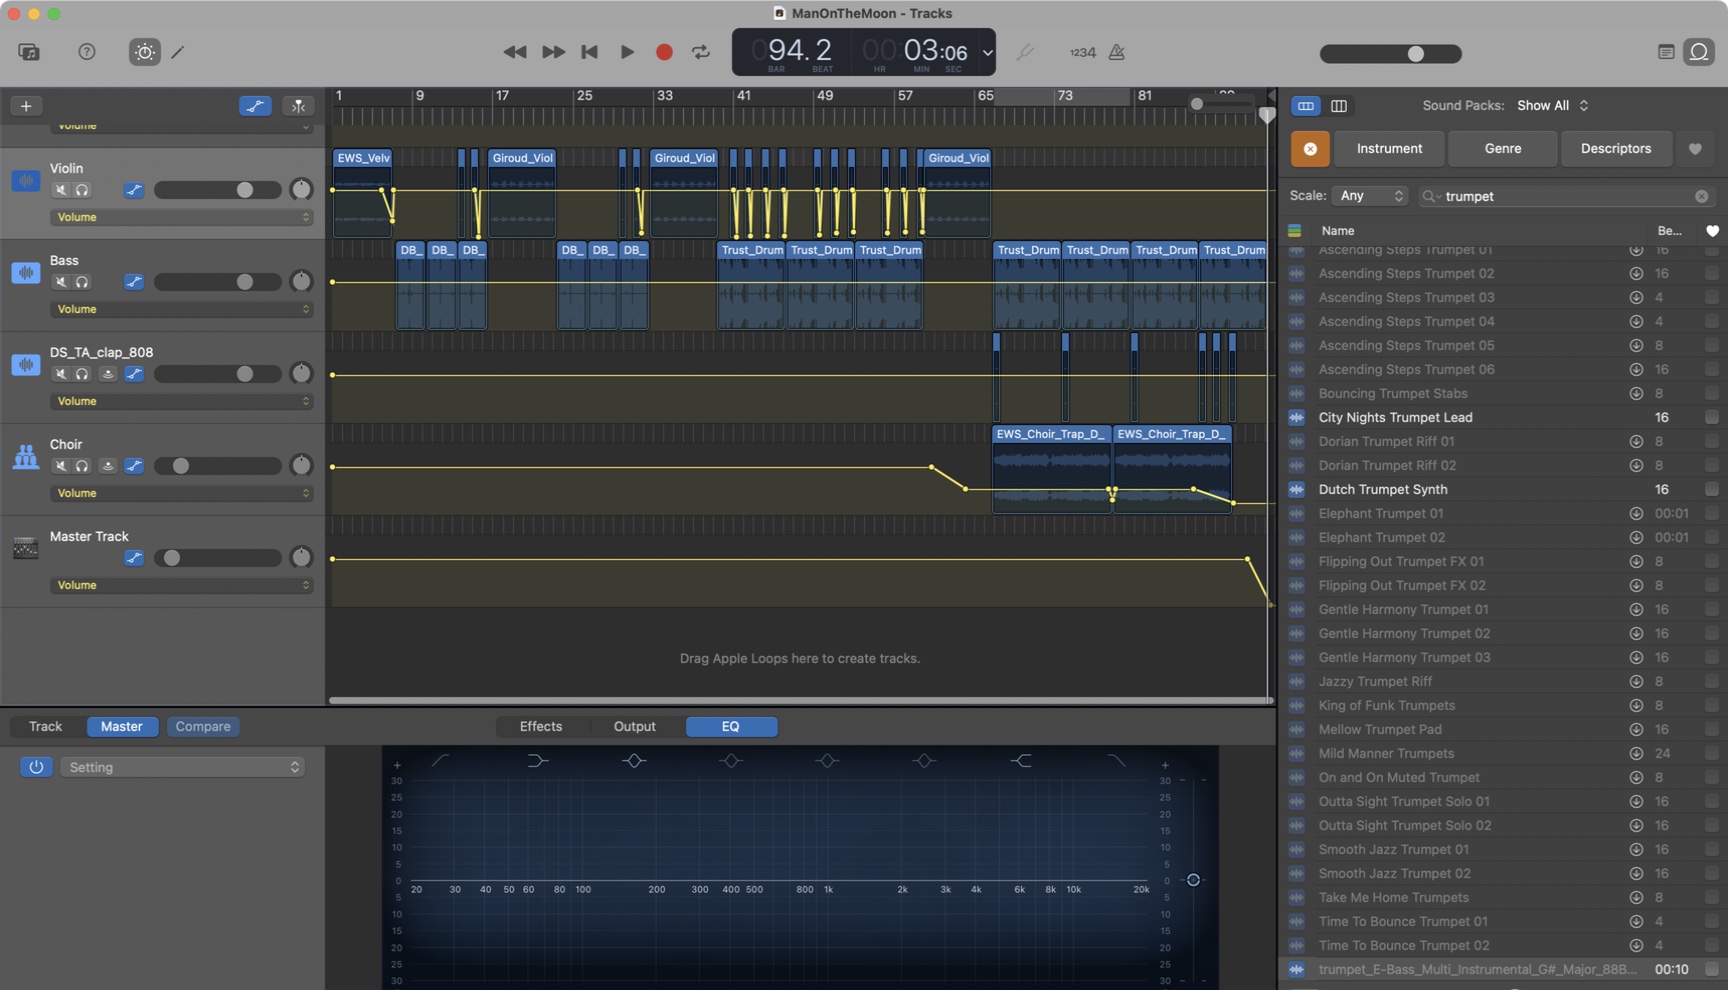 ManOnTheMoon - Tracks
94.2
00:03:06
BAR BEAT HR MIN SEC
1234
1 9 17 25 33 41 49 57 65 73 81
Sound Packs: Show All
Instrument Genre Descriptors
Scale: Any trumpet
Name Be...
Volume
Violin
Volume
Bass
Volume
DS_TA_clap_808
Volume
Choir
Volume
Master Track
Volume
EWS_Velv Giroud_Viol Giroud_Viol Giroud_Viol
DB_ DB_ DB_ DB_ DB_ DB_ Trust_Drum Trust_Drum Trust_Drum Trust_Drum Trust_Drum Trust_Drum Trust_Drum
EWS_Choir_Trap_D_ EWS_Choir_Trap_D_
Drag Apple Loops here to create tracks.
Ascending Steps Trumpet 01 16
Ascending Steps Trumpet 02 16
Ascending Steps Trumpet 03 4
Ascending Steps Trumpet 04 4
Ascending Steps Trumpet 05 8
Ascending Steps Trumpet 06 16
Bouncing Trumpet Stabs 8
City Nights Trumpet Lead 16
Dorian Trumpet Riff 01 8
Dorian Trumpet Riff 02 8
Dutch Trumpet Synth 16
Elephant Trumpet 01 00:01
Elephant Trumpet 02 00:01
Flipping Out Trumpet FX 01 8
Flipping Out Trumpet FX 02 8
Gentle Harmony Trumpet 01 16
Gentle Harmony Trumpet 02 16
Gentle Harmony Trumpet 03 16
Jazzy Trumpet Riff 8
King of Funk Trumpets 8
Mellow Trumpet Pad 16
Mild Manner Trumpets 24
On and On Muted Trumpet 8
Outta Sight Trumpet Solo 01 16
Outta Sight Trumpet Solo 02 16
Smooth Jazz Trumpet 01 16
Smooth Jazz Trumpet 02 16
Take Me Home Trumpets 8
Time To Bounce Trumpet 01 4
Time To Bounce Trumpet 02 4
trumpet_E-Bass_Multi_Instrumental_G#_Major_88B... 00:10
Track Master Compare Effects Output EQ
Setting
+ +
30 30
25 25
20 20
15 15
10 10
5 5
0 0
20 30 40 50 60 80 100 200 300 400 500 800 1k 2k 3k 4k 6k 8k 10k 20k
5 5
10 10
15 15
20 20
25 25
30 30